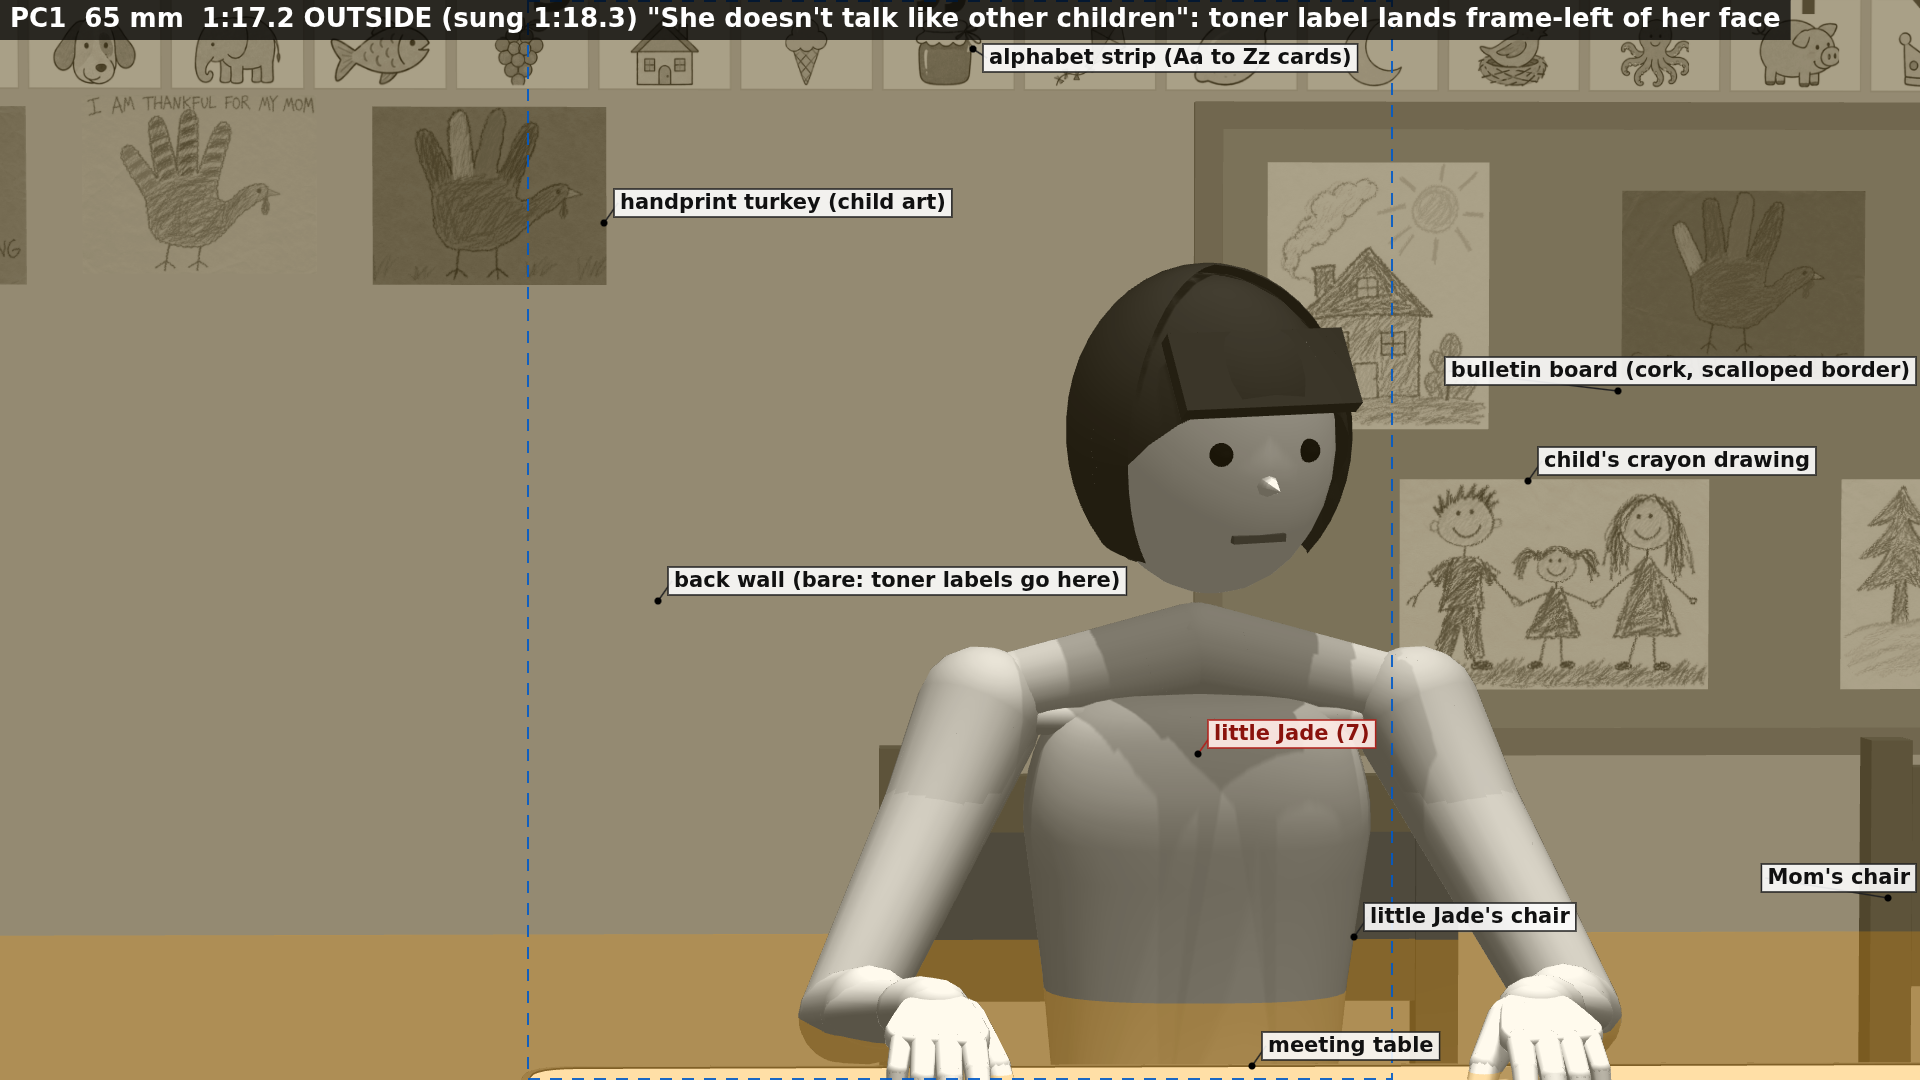 PC1 65 mm 1:17.2 OUTSIDE (sung 1:18.3) "She doesn't talk like other children": toner label lands frame-left of her face
alphabet strip (Aa to Zz cards)
I AM THANKFUL FOR MY MOM
handprint turkey (child art)
NG
bulletin board (cork, scalloped border)
child's crayon drawing
back wall (bare: toner labels go here)
little Jade (7)
Mom's chair
little Jade's chair
meeting table